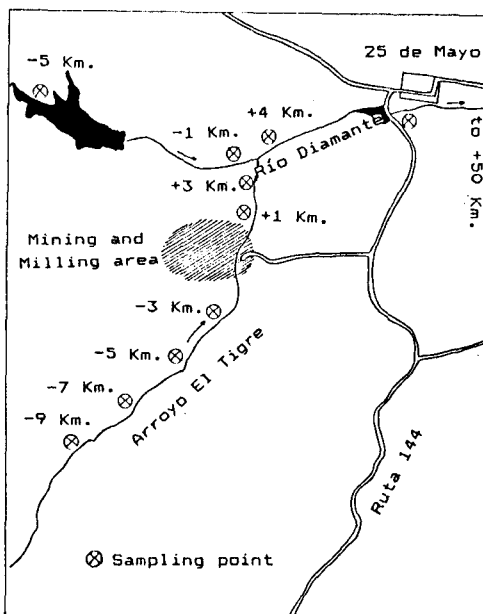 -5 Km.
25 de Mayo
+4 Km.
-1 Km.
Río Diamante
to +50 Km.
+3 Km.
+1 Km.
Mining and
Milling area
-3 Km.
-5 Km.
-7 Km.
-9 Km.
Arroyo El Tigre
Ruta 144
Sampling point